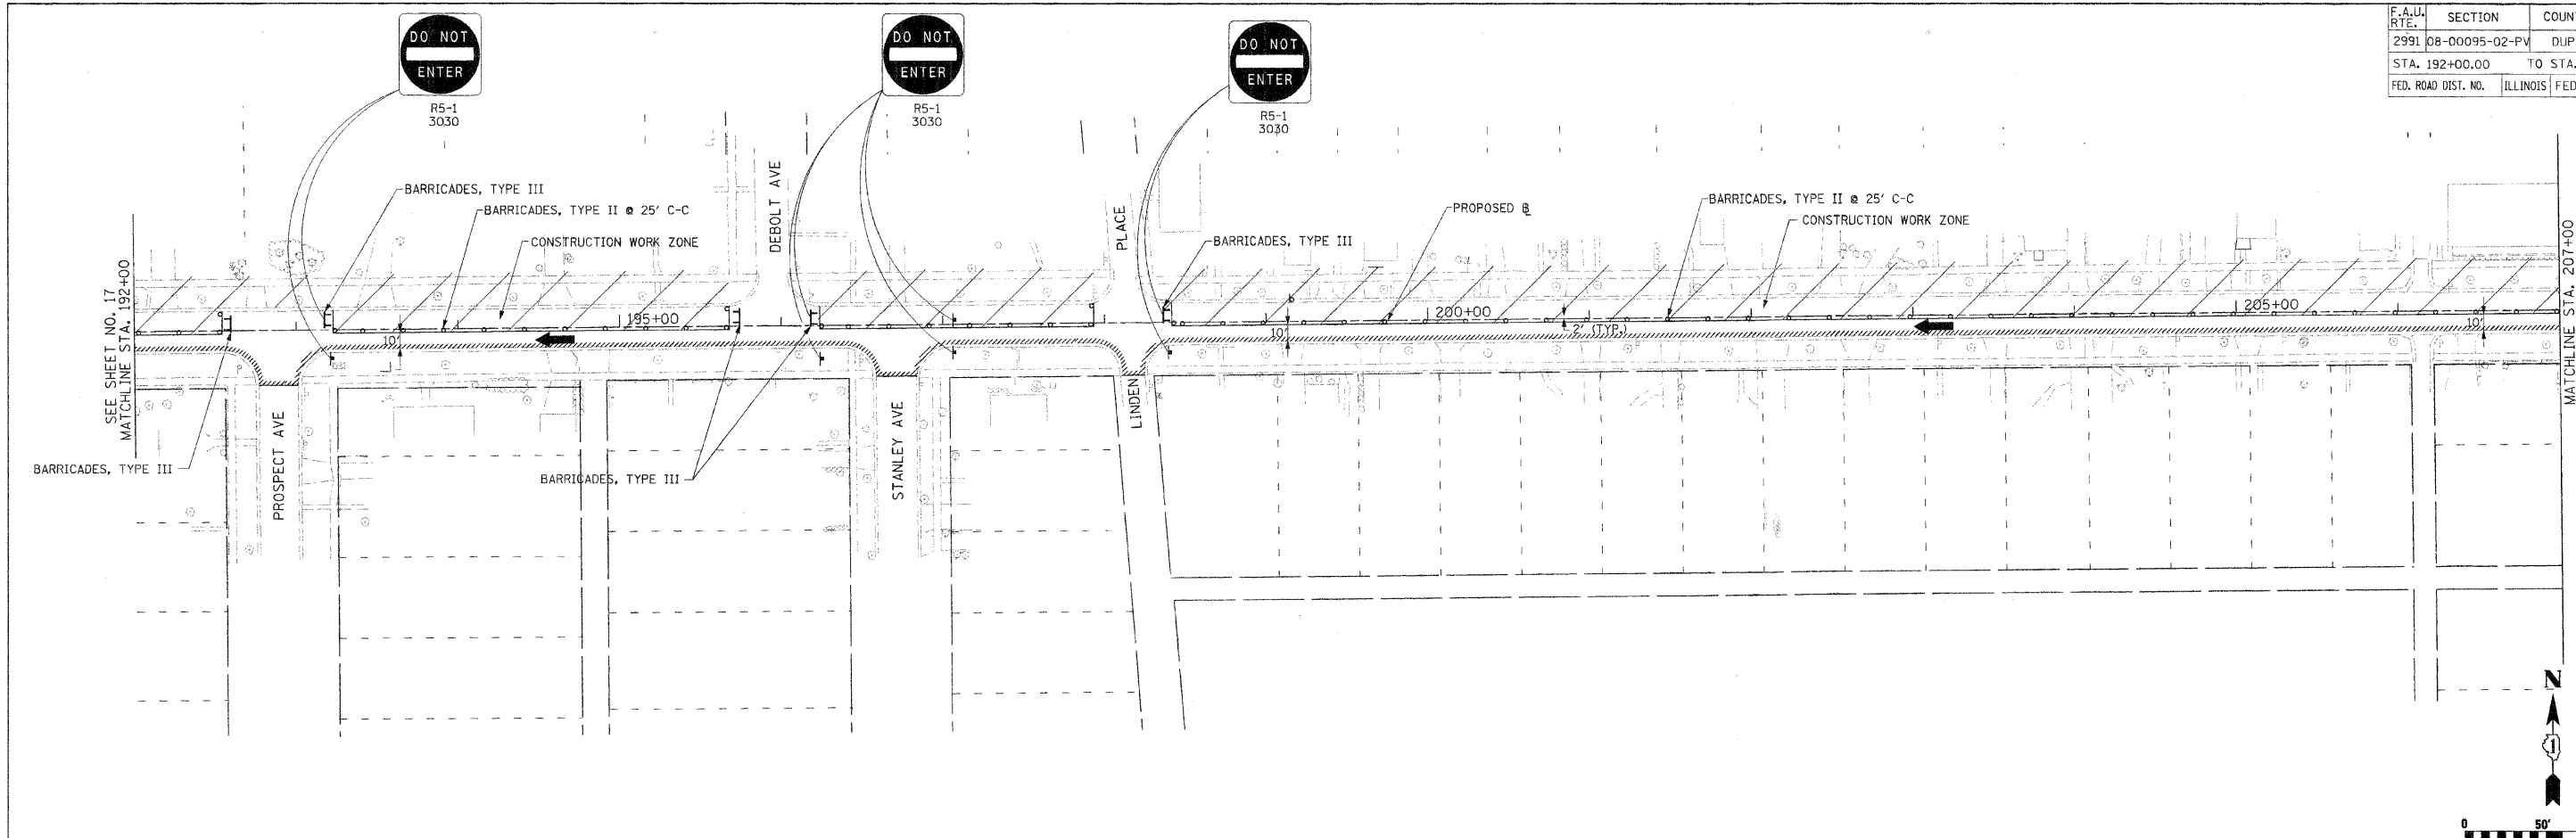 F.A.U. RTE. SECTION COUN
2991 08-00095-02-PV DUP
STA. 192+00.00 TO STA.
FED. ROAD DIST. NO. ILLINOIS FED
DO NOT
ENTER
R5-1
3030
DO NOT
ENTER
R5-1
3030
DO NOT
ENTER
R5-1
3030
BARRICADES, TYPE III
BARRICADES, TYPE II @ 25' C-C
CONSTRUCTION WORK ZONE
DEBOLT AVE
PLACE
BARRICADES, TYPE III
PROPOSED B
BARRICADES, TYPE II @ 25' C-C
CONSTRUCTION WORK ZONE
SEE SHEET NO. 17
MATCHLINE STA. 192+00
MATCHLINE STA. 207+00
195+00
200+00
205+00
10'
10'
2' (TYP.)
10'
BARRICADES, TYPE III
PROSPECT AVE
BARRICADES, TYPE III
STANLEY AVE
LINDEN
N
0 50'